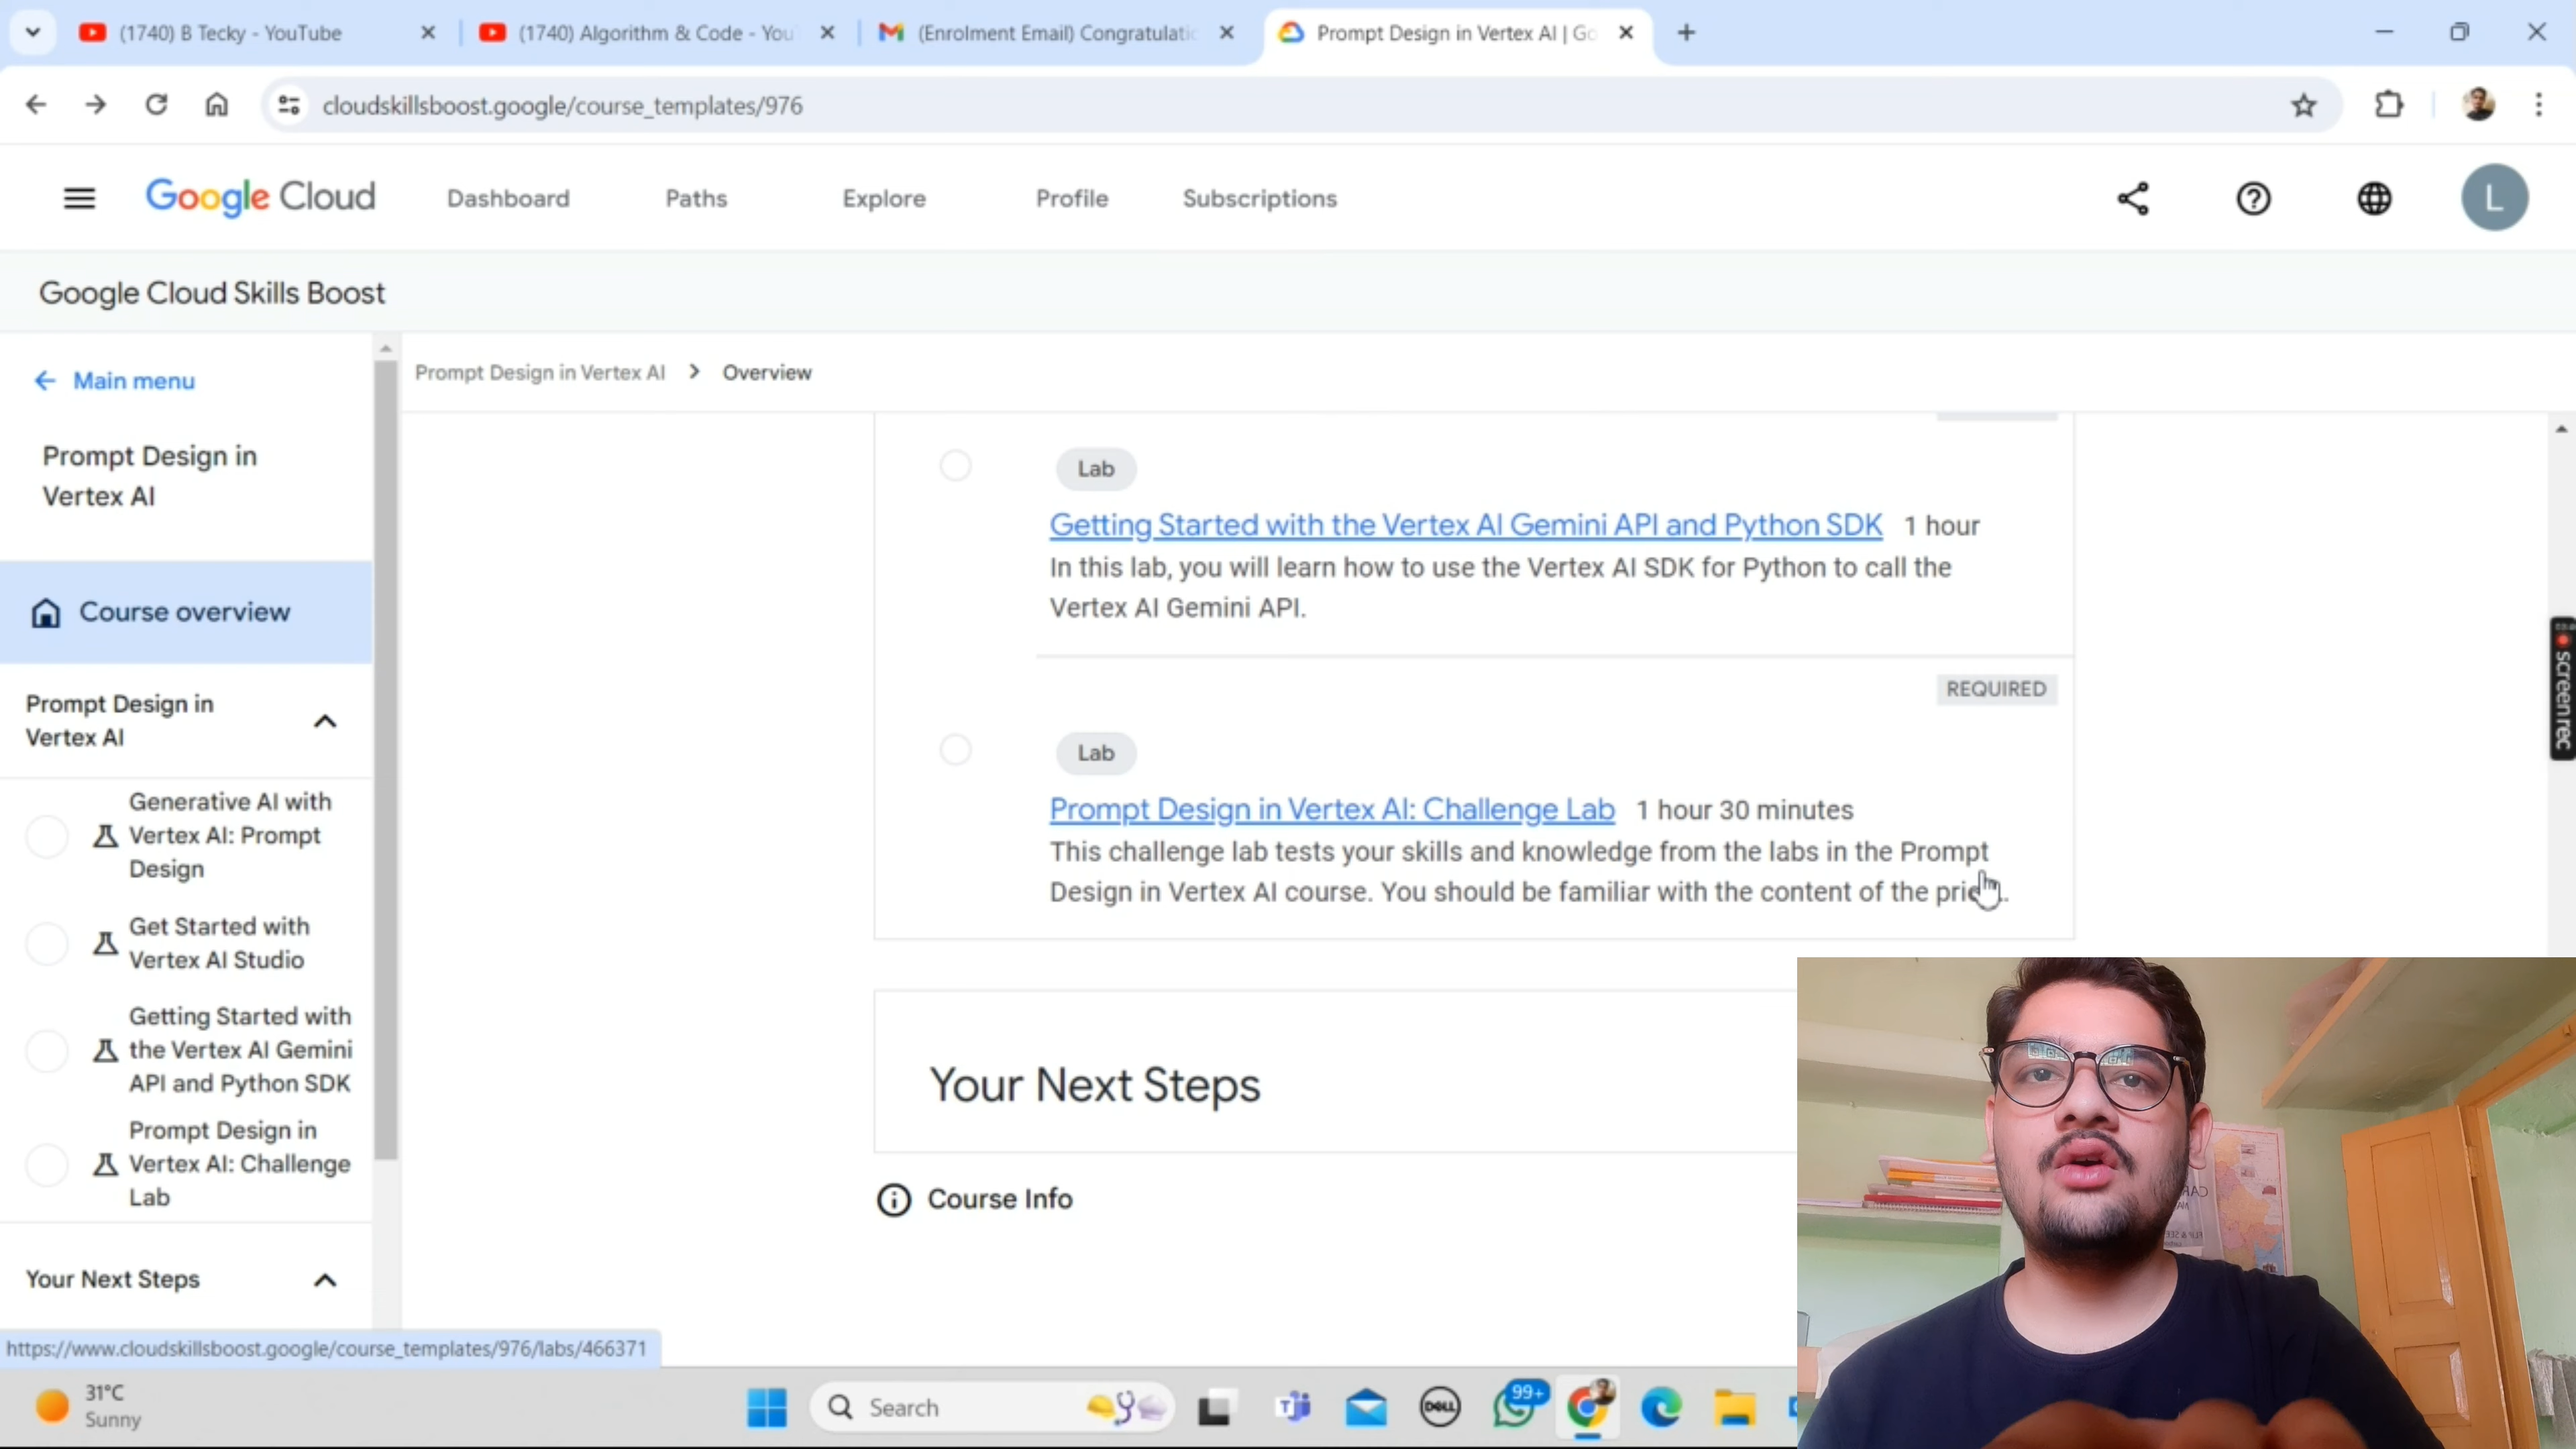 (1740) B Tecky - YouTube
(1740) Algorithm & Code - You
(Enrolment Email) Congratulati
Prompt Design in Vertex AI | Go
cloudskillsboost.google/course_templates/976
Google Cloud
Dashboard
Paths
Explore
Profile
Subscriptions
L
Google Cloud Skills Boost
Main menu
Prompt Design in
Vertex AI
Course overview
Prompt Design in
Vertex AI
Generative AI with
Vertex AI: Prompt
Design
Get Started with
Vertex AI Studio
Getting Started with
the Vertex AI Gemini
API and Python SDK
Prompt Design in
Vertex AI: Challenge
Lab
Your Next Steps
Prompt Design in Vertex AI > Overview
Lab
Getting Started with the Vertex AI Gemini API and Python SDK 1 hour
In this lab, you will learn how to use the Vertex AI SDK for Python to call the
Vertex AI Gemini API.
REQUIRED
Lab
Prompt Design in Vertex AI: Challenge Lab 1 hour 30 minutes
This challenge lab tests your skills and knowledge from the labs in the Prompt
Design in Vertex AI course. You should be familiar with the content of the
Your Next Steps
Course Info
screenrec
https://www.cloudskillsboost.google/course_templates/976/labs/466371
31°C
Sunny
Search
DELL
99+